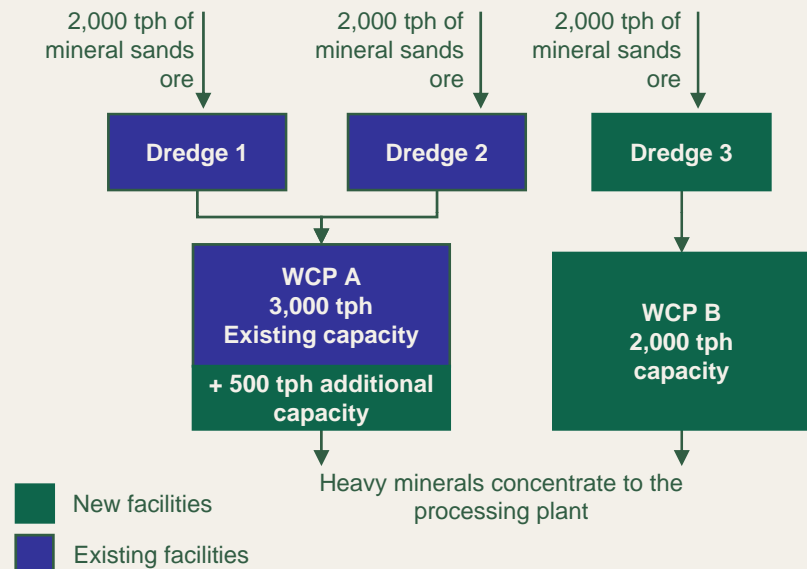 2,000 tph of
mineral sands
ore
2,000 tph of
mineral sands
ore
2,000 tph of
mineral sands
ore
Dredge 1
Dredge 2
Dredge 3
WCP A
3,000 tph
Existing capacity
+ 500 tph additional
capacity
WCP B
2,000 tph
capacity
Heavy minerals concentrate to the
processing plant
New facilities
Existing facilities